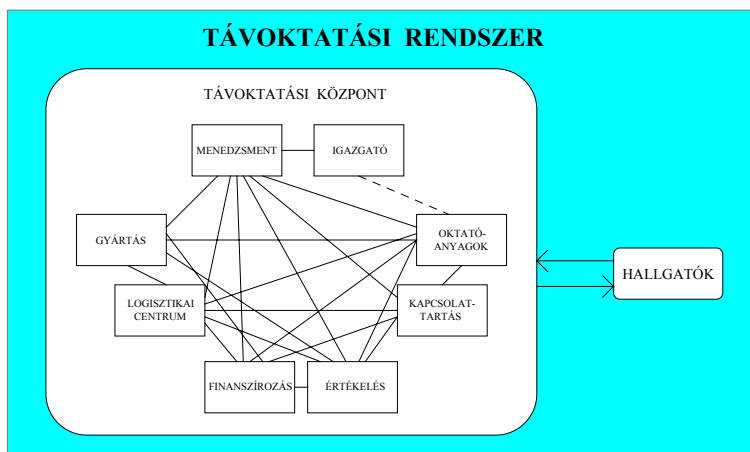 TÁVOKTATÁSI RENDSZER
TÁVOKTATÁSI KÖZPONT
MENEDZSMENT
IGAZGATÓ
GYÁRTÁS
OKTATÓ-
ANYAGOK
HALLGATÓK
LOGISZTIKAI
CENTRUM
KAPCSOLAT-
TARTÁS
FINANSZÍROZÁS
ÉRTÉKELÉS